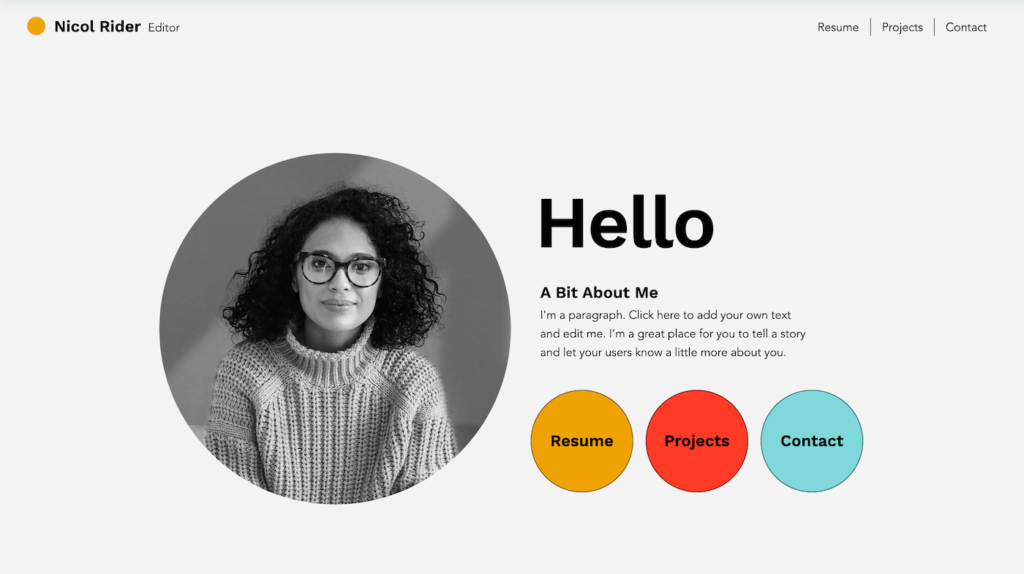 Nicol Rider Editor
Resume Projects Contact
Hello
A Bit About Me
I'm a paragraph. Click here to add your own text
and edit me. I'm a great place for you to tell a story
and let your users know a little more about you.
Resume Projects Contact